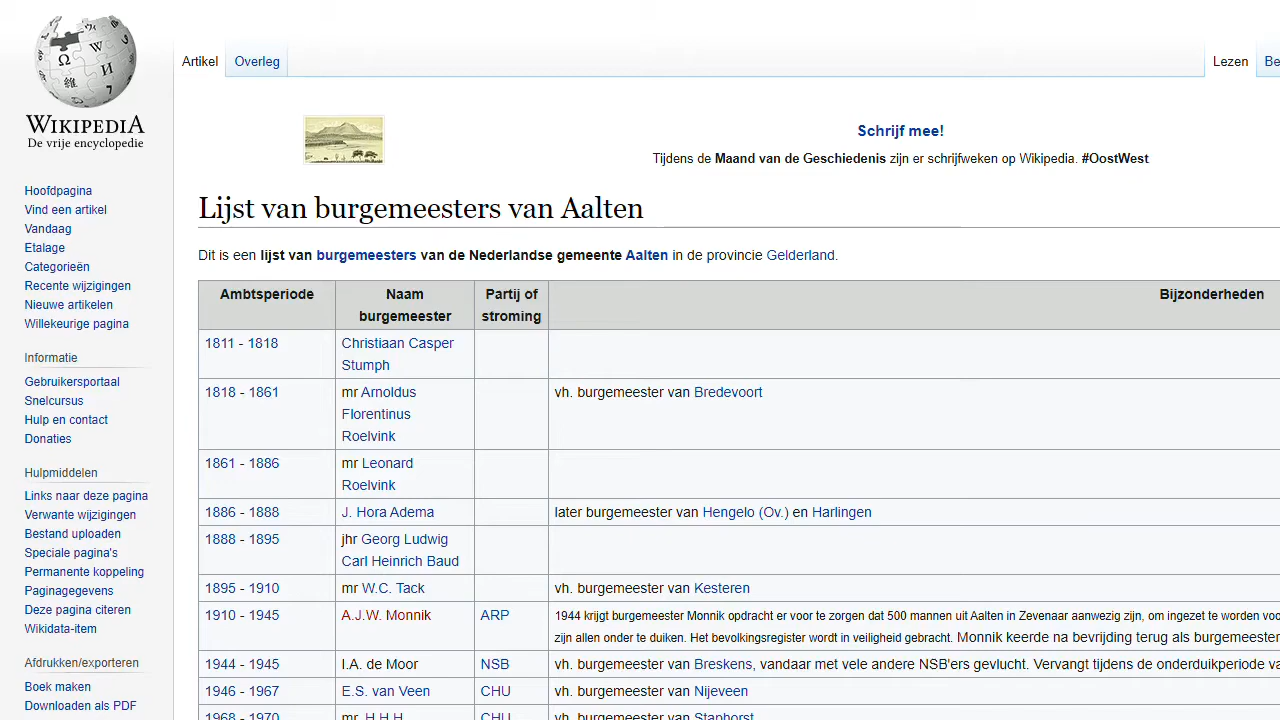 WIKIPEDIA
De vrije encyclopedie
Hoofdpagina
Vind een artikel
Vandaag
Etalage
Categorieën
Recente wijzigingen
Nieuwe artikelen
Willekeurige pagina
Informatie
Gebruikersportaal
Snelcursus
Hulp en contact
Donaties
Hulpmiddelen
Links naar deze pagina
Verwante wijzigingen
Bestand uploaden
Speciale pagina's
Permanente koppeling
Paginagegevens
Deze pagina citeren
Wikidata-item
Afdrukken/exporteren
Boek maken
Downloaden als PDF
Artikel Overleg Lezen Be
Schrijf mee!
Tijdens de Maand van de Geschiedenis zijn er schrijfweken op Wikipedia. #OostWest
Lijst van burgemeesters van Aalten
Dit is een lijst van burgemeesters van de Nederlandse gemeente Aalten in de provincie Gelderland.
Ambtsperiode Naam burgemeester Partij of stroming Bijzonderheden
1811 - 1818 Christiaan Casper Stumph
1818 - 1861 mr Arnoldus Florentinus Roelvink vh. burgemeester van Bredevoort
1861 - 1886 mr Leonard Roelvink
1886 - 1888 J. Hora Adema later burgemeester van Hengelo (Ov.) en Harlingen
1888 - 1895 jhr Georg Ludwig Carl Heinrich Baud
1895 - 1910 mr W.C. Tack vh. burgemeester van Kesteren
1910 - 1945 A.J.W. Monnik ARP 1944 krijgt burgemeester Monnik opdracht er voor te zorgen dat 500 mannen uit Aalten in Zevenaar aanwezig zijn, om ingezet te worden voo
zijn allen onder te duiken. Het bevolkingsregister wordt in veiligheid gebracht. Monnik keerde na bevrijding terug als burgemeester
1944 - 1945 I.A. de Moor NSB vh. burgemeester van Breskens, vandaar met vele andere NSB'ers gevlucht. Vervangt tijdens de onderduikperiode va
1946 - 1967 E.S. van Veen CHU vh. burgemeester van Nijeveen
1968 - 1970 mr. H.H.H. CHU vh. burgemeester van Staphorst